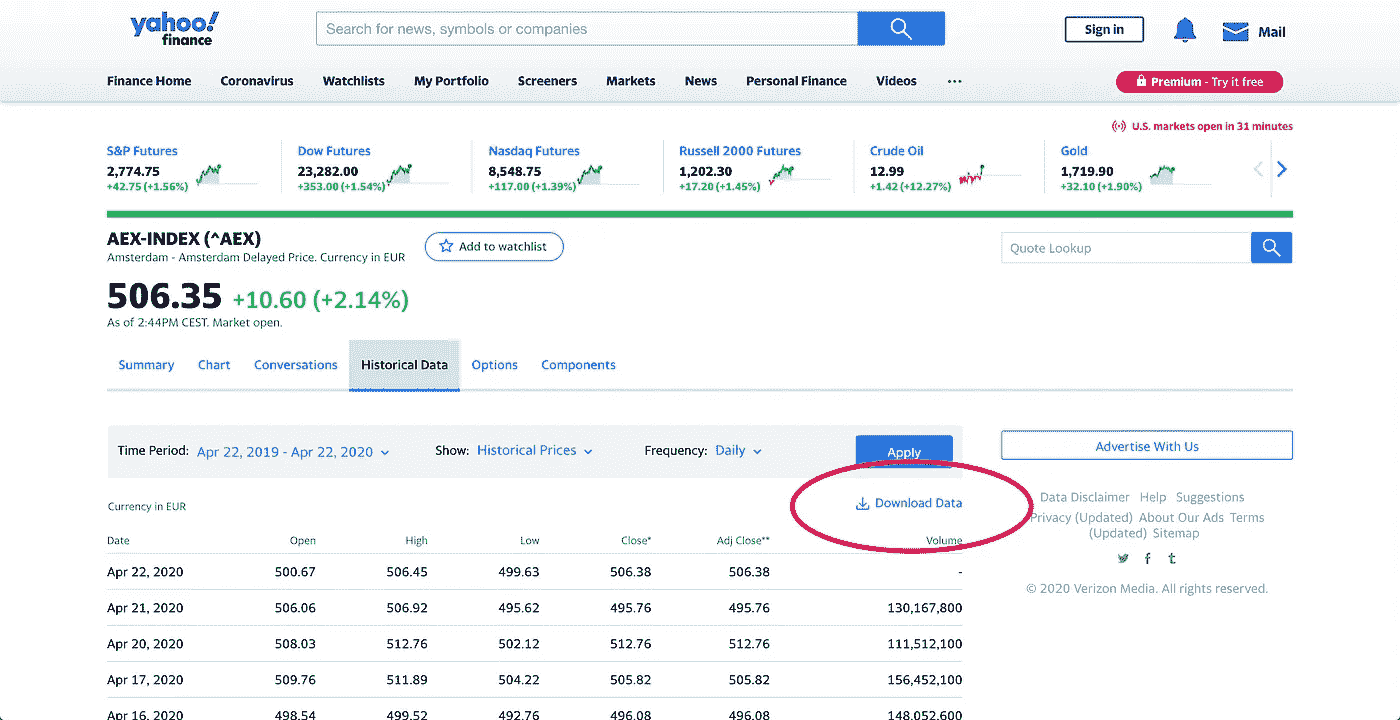 yahoo!
finance
Search for news, symbols or companies
Sign in
Mail
Finance Home Coronavirus Watchlists My Portfolio Screeners Markets News Personal Finance Videos ...
Premium - Try it free
U.S. markets open in 31 minutes
S&P Futures Dow Futures Nasdaq Futures Russell 2000 Futures Crude Oil Gold
2,774.75 23,282.00 8,548.75 1,202.30 12.99 1,719.90
+42.75 (+1.56%) +353.00 (+1.54%) +117.00 (+1.39%) +17.20 (+1.45%) +1.42 (+12.27%) +32.10 (+1.90%)
AEX-INDEX (^AEX)
Amsterdam - Amsterdam Delayed Price. Currency in EUR
Add to watchlist
Quote Lookup
506.35 +10.60 (+2.14%)
As of 2:44PM CEST. Market open.
Summary Chart Conversations Historical Data Options Components
Time Period: Apr 22, 2019 - Apr 22, 2020 Show: Historical Prices Frequency: Daily Apply
Currency in EUR Download Data
Date Open High Low Close* Adj Close** Volume
Apr 22, 2020 500.67 506.45 499.63 506.38 506.38 -
Apr 21, 2020 506.06 506.92 495.62 495.76 495.76 130,167,800
Apr 20, 2020 508.03 512.76 502.12 512.76 512.76 111,512,100
Apr 17, 2020 509.76 511.89 504.22 505.82 505.82 156,452,100
Apr 16, 2020 498.54 499.52 492.76 496.08 496.08 148,052,600
Advertise With Us
Data Disclaimer Help Suggestions
Privacy (Updated) About Our Ads Terms
(Updated) Sitemap
© 2020 Verizon Media. All rights reserved.